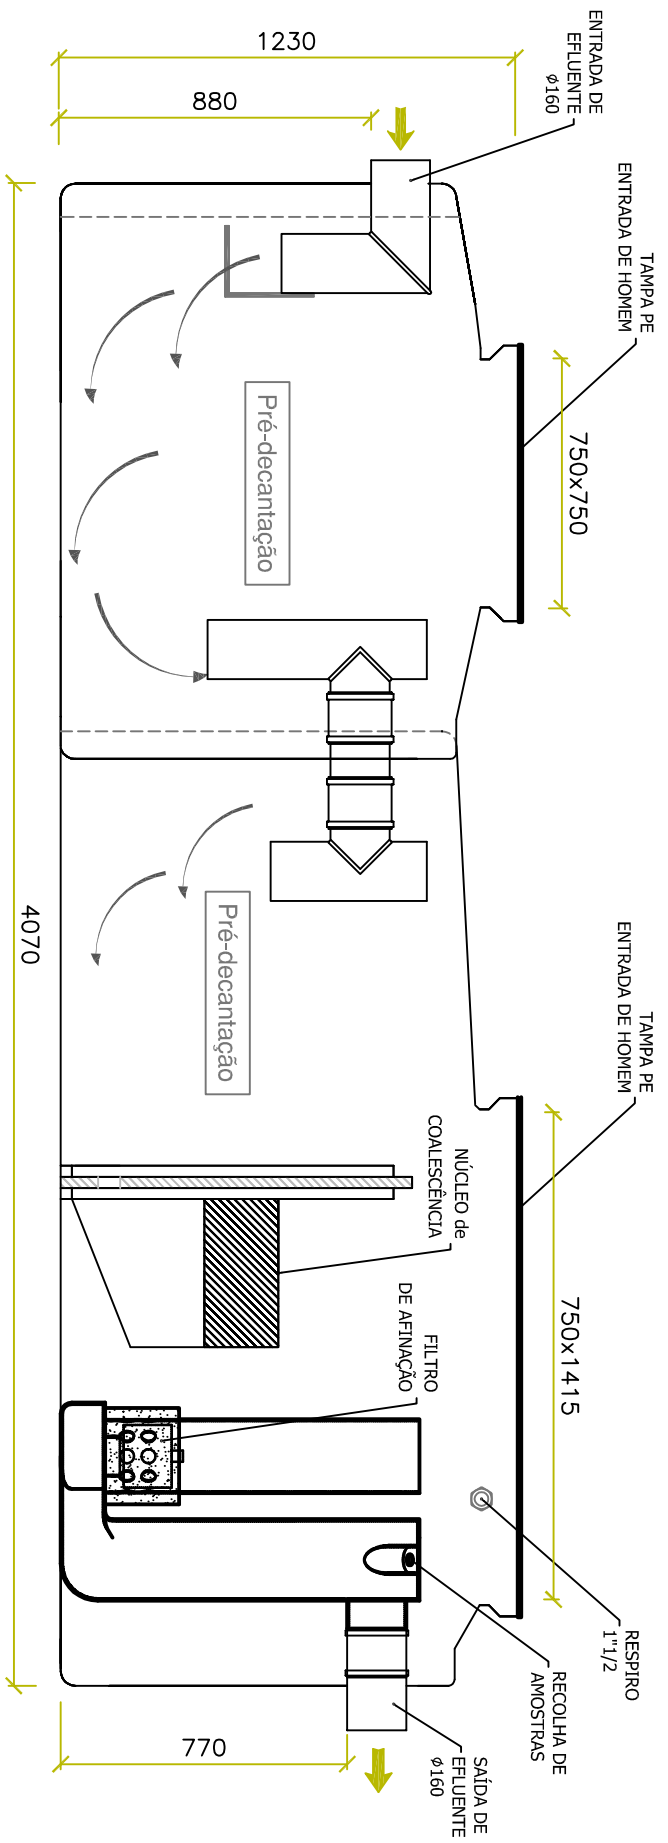 ENTRADA DE
EFLUENTE
ø160
TAMPA PE
ENTRADA DE HOMEM
TAMPA PE
ENTRADA DE HOMEM
1230
880
750x750
750x1415
Pré-decantação
Pré-decantação
NÚCLEO de
COALESCÊNCIA
FILTRO
DE AFINAÇÃO
RESPIRO
1"1/2
RECOLHA DE
AMOSTRAS
SAÍDA DE
EFLUENTE
ø160
770
4070